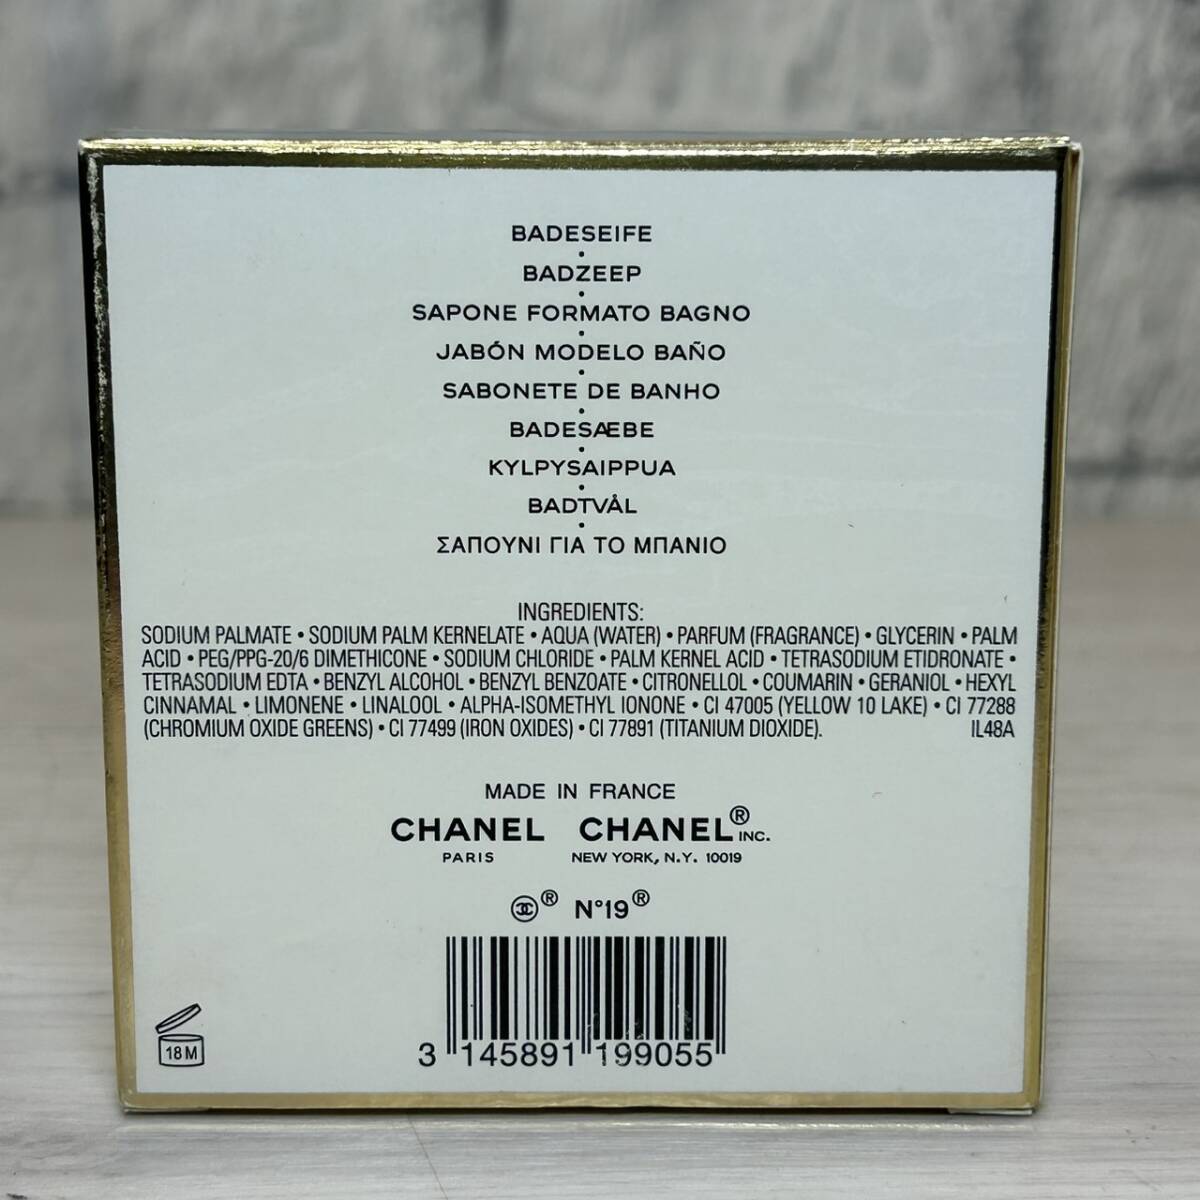 BADESEIFE
•
BADZEEP
•
SAPONE FORMATO BAGNO
•
JABÓN MODELO BAÑO
•
SABONETE DE BANHO
•
BADESÆBE
•
KYLPYSAIPPUA
•
BADTVÅL
•
ΣΑΠΟΥΝΙ ΓΙΑ ΤΟ ΜΠΑΝΙΟ
INGREDIENTS:
SODIUM PALMATE • SODIUM PALM KERNELATE • AQUA (WATER) • PARFUM (FRAGRANCE) • GLYCERIN • PALM
ACID • PEG/PPG-20/6 DIMETHICONE • SODIUM CHLORIDE • PALM KERNEL ACID • TETRASODIUM ETIDRONATE •
TETRASODIUM EDTA • BENZYL ALCOHOL • BENZYL BENZOATE • CITRONELLOL • COUMARIN • GERANIOL • HEXYL
CINNAMAL • LIMONENE • LINALOOL • ALPHA-ISOMETHYL IONONE • CI 47005 (YELLOW 10 LAKE) • CI 77288
(CHROMIUM OXIDE GREENS) • CI 77499 (IRON OXIDES) • CI 77891 (TITANIUM DIOXIDE). IL48A
MADE IN FRANCE
CHANEL CHANEL® INC.
PARIS NEW YORK, N.Y. 10019
® N°19®
18 M
3 145891 199055